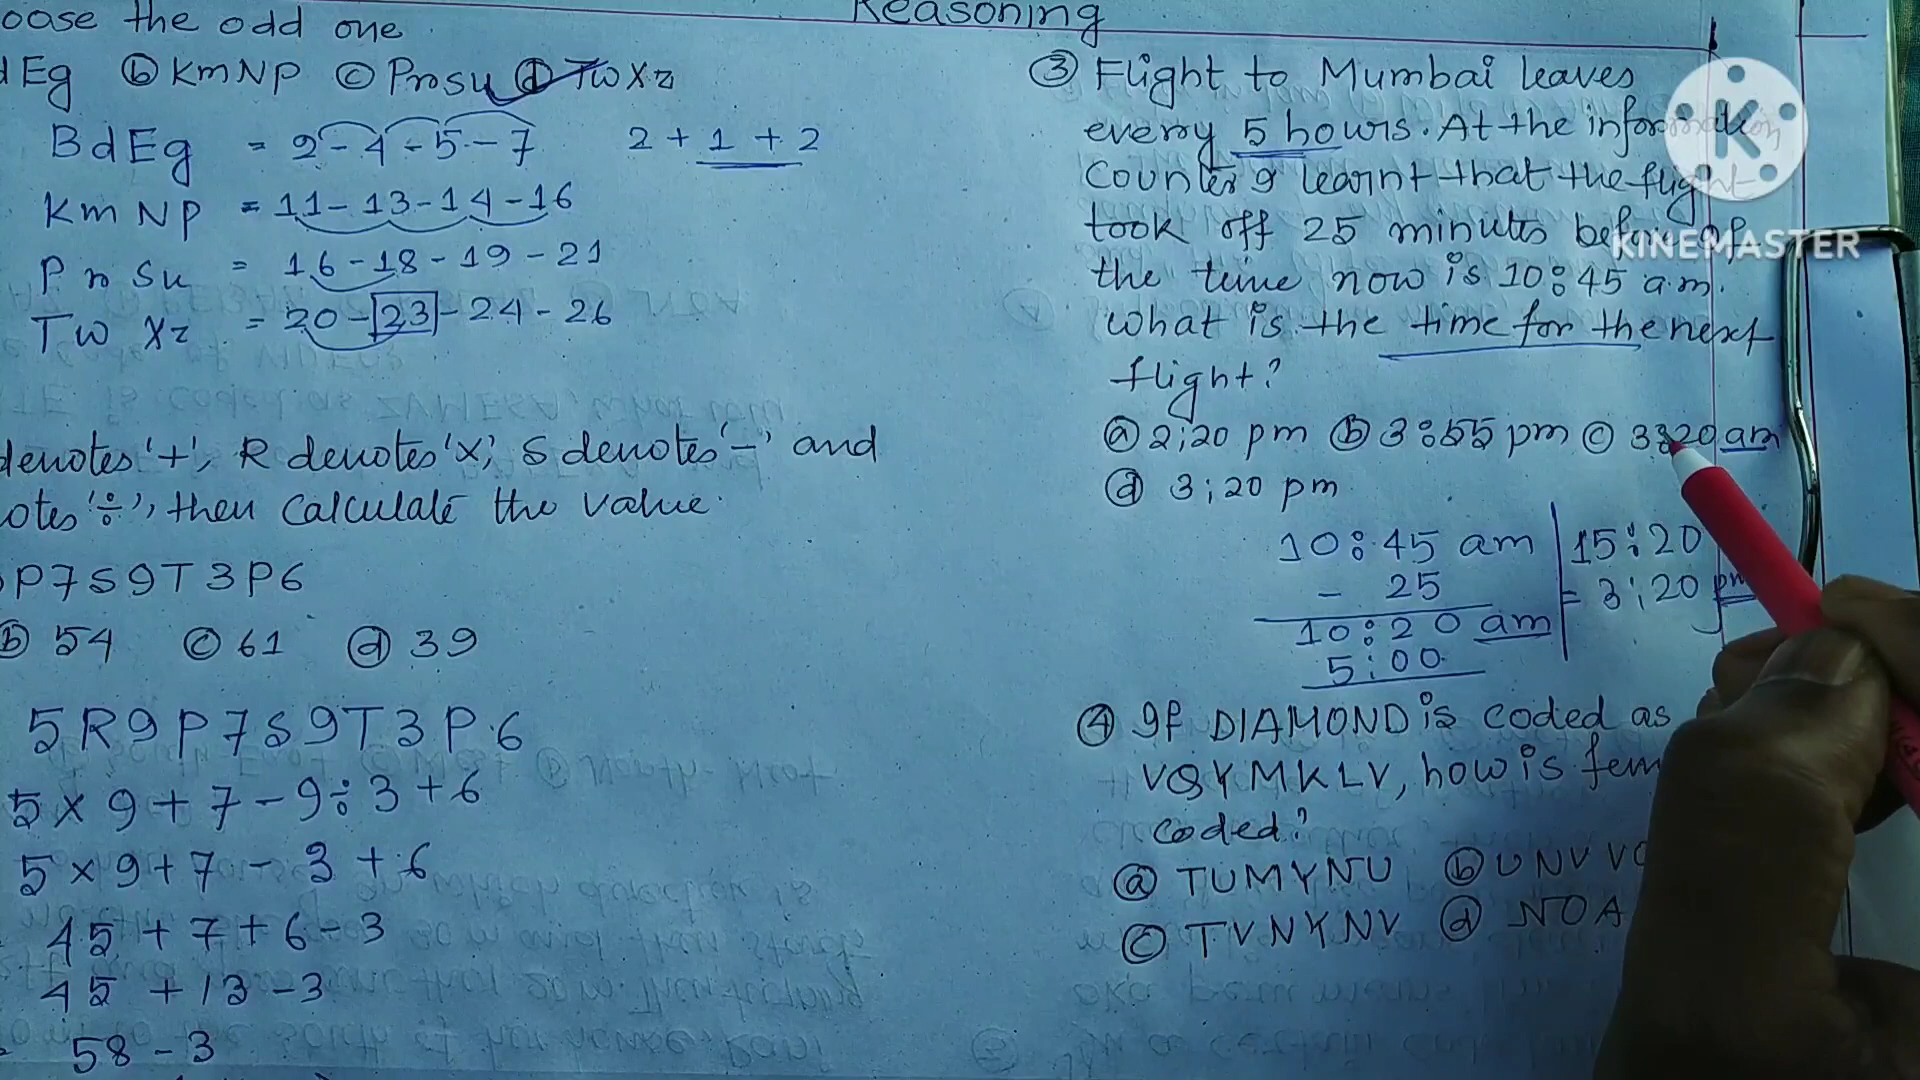 Reasoning
oose the odd one
dEg ⓑ KmNP ⓒ PrSu ⓓ TwXz
BdEg = 2 - 4 - 5 - 7 2 + 1 + 2
KmNP = 11 - 13 - 14 - 16
PrSu = 16 - 18 - 19 - 21
TwXz = 20 - 23 - 24 - 26
denotes '+', R denotes 'x', S denotes '-' and
otes '÷', then calculate the value.
P7S9T3P6
ⓑ 54 ⓒ 61 ⓓ 39
5R9P7S9T3P6
5 × 9 + 7 - 9 ÷ 3 + 6
5 × 9 + 7 - 3 + 6
45 + 7 + 6 - 3
45 + 13 - 3
58 - 3
③ Flight to Mumbai leaves
every 5 hours. At the information
Counter I learnt that the fligh
took off 25 minutes before if
the time now is 10:45 a.m.
What is the time for the next
flight?
ⓐ 2:20 pm ⓑ 3:55 pm ⓒ 3:20 am
ⓓ 3:20 pm
10:45 am 15:20
- 25 = 3:20 pm
10:20 am
5:00
④ If DIAMOND is coded as
VQYMKLV, how is fem
coded?
ⓐ TUMYNU ⓑ UNVV
ⓒ TVNYNV ⓓ NOA
KINEMASTER